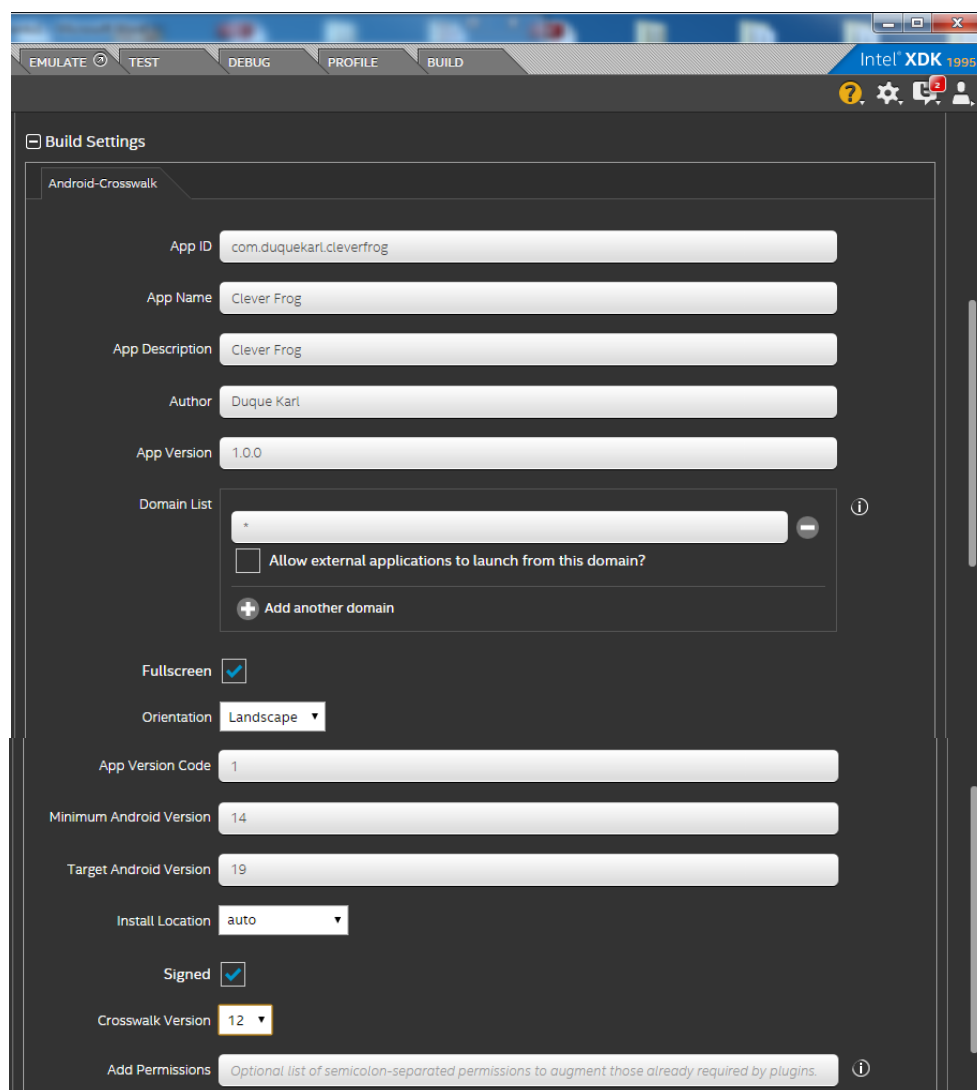 EMULATE TEST DEBUG PROFILE BUILD Intel® XDK 1995
? 2
Build Settings
Android-Crosswalk
App ID com.duquekarl.cleverfrog
App Name Clever Frog
App Description Clever Frog
Author Duque Karl
App Version 1.0.0
Domain List
*
Allow external applications to launch from this domain?
Add another domain
Fullscreen
Orientation Landscape
App Version Code 1
Minimum Android Version 14
Target Android Version 19
Install Location auto
Signed
Crosswalk Version 12
Add Permissions Optional list of semicolon-separated permissions to augment those already required by plugins.